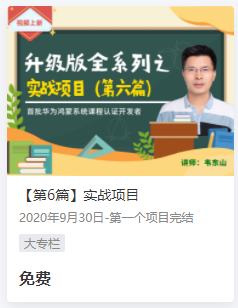 视频上新
升级版全系列之
实战项目（第六篇）
首批华为鸿蒙系统课程认证开发者
讲师：韦东山
【第6篇】实战项目
2020年9月30日-第一个项目完结
大专栏
免费